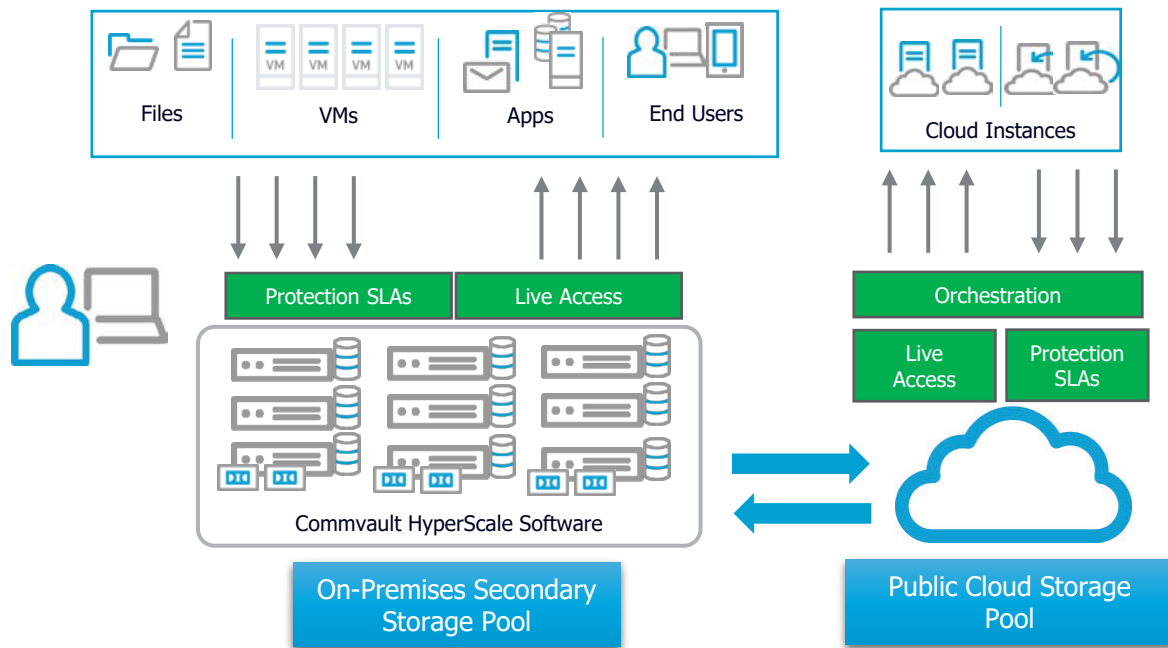 VM VM VM VM
Files VMs Apps End Users
Cloud Instances
Protection SLAs Live Access
Orchestration
Live
Access
Protection
SLAs
Commvault HyperScale Software
On-Premises Secondary
Storage Pool
Public Cloud Storage
Pool